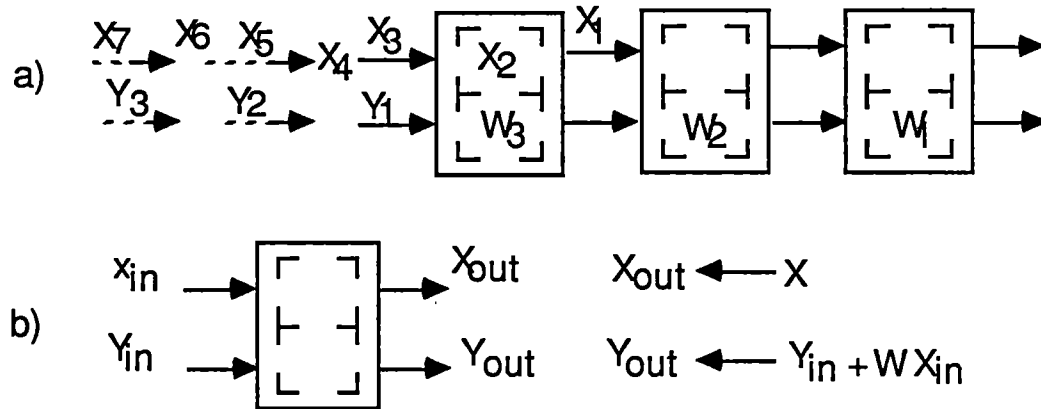 a) X7 X6 X5 X4 X3 X2 X1
Y3 Y2 Y1 W3 W2 W1
b) xin Xout Xout X
Yin Yout Yout Yin + W Xin